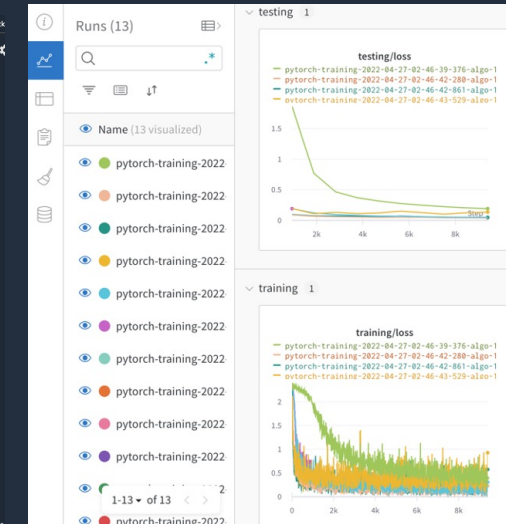 Runs (13)
.*
Name (13 visualized)
pytorch-training-2022-
pytorch-training-2022-
pytorch-training-2022-
pytorch-training-2022-
pytorch-training-2022-
pytorch-training-2022-
pytorch-training-2022-
pytorch-training-2022-
pytorch-training-2022-
pytorch-training-2022-
1-13 of 13
pytorch-training-2022-
testing 1
testing/loss
pytorch-training-2022-04-27-02-46-39-376-algo-1
pytorch-training-2022-04-27-02-46-42-280-algo-1
pytorch-training-2022-04-27-02-46-42-861-algo-1
pytorch-training-2022-04-27-02-46-43-529-algo-1
1.5
1
0.5
0
Step
2k 4k 6k 8k
training 1
training/loss
pytorch-training-2022-04-27-02-46-39-376-algo-1
pytorch-training-2022-04-27-02-46-42-280-algo-1
pytorch-training-2022-04-27-02-46-42-861-algo-1
pytorch-training-2022-04-27-02-46-43-529-algo-1
2
1.5
1
0.5
0
0 2k 4k 6k 8k